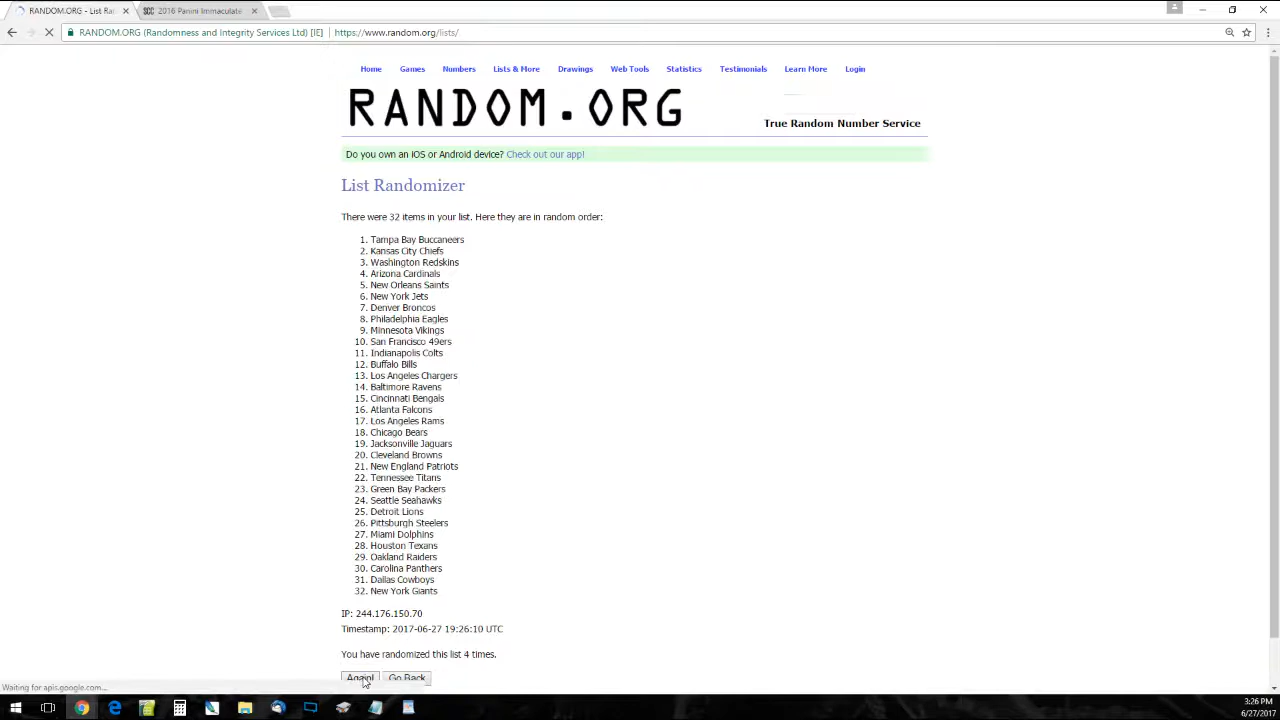 RANDOM.ORG - List Ra
2016 Panini Immaculate
RANDOM.ORG (Randomness and Integrity Services Ltd) [IE] https://www.random.org/lists/
Home Games Numbers Lists & More Drawings Web Tools Statistics Testimonials Learn More Login
RANDOM.ORG
True Random Number Service
Do you own an iOS or Android device? Check out our app!
List Randomizer
There were 32 items in your list. Here they are in random order:
1. Tampa Bay Buccaneers
2. Kansas City Chiefs
3. Washington Redskins
4. Arizona Cardinals
5. New Orleans Saints
6. New York Jets
7. Denver Broncos
8. Philadelphia Eagles
9. Minnesota Vikings
10. San Francisco 49ers
11. Indianapolis Colts
12. Buffalo Bills
13. Los Angeles Chargers
14. Baltimore Ravens
15. Cincinnati Bengals
16. Atlanta Falcons
17. Los Angeles Rams
18. Chicago Bears
19. Jacksonville Jaguars
20. Cleveland Browns
21. New England Patriots
22. Tennessee Titans
23. Green Bay Packers
24. Seattle Seahawks
25. Detroit Lions
26. Pittsburgh Steelers
27. Miami Dolphins
28. Houston Texans
29. Oakland Raiders
30. Carolina Panthers
31. Dallas Cowboys
32. New York Giants
IP: 244.176.150.70
Timestamp: 2017-06-27 19:26:10 UTC
You have randomized this list 4 times.
Again! Go Back
Waiting for apis.google.com...
3:26 PM
6/27/2017